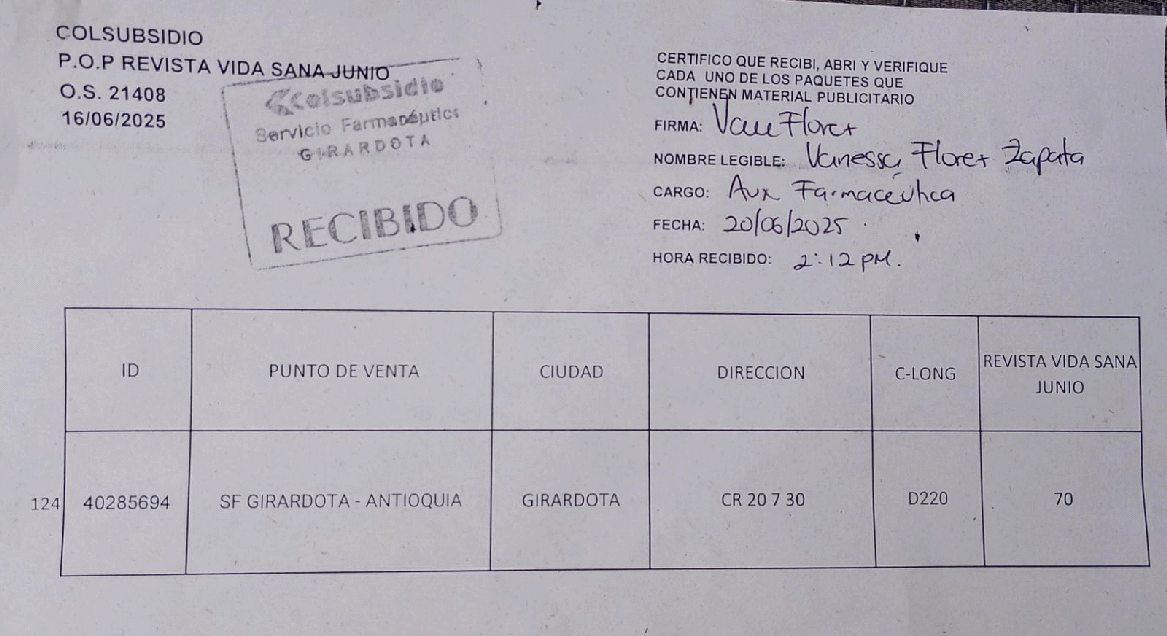 COLSUBSIDIO
P.O.P REVISTA VIDA SANA JUNIO
O.S. 21408
16/06/2025
Colsubsidio
Servicio Farmacéutico
GIRARDOTA
RECIBIDO
CERTIFICO QUE RECIBI, ABRI Y VERIFIQUE
CADA UNO DE LOS PAQUETES QUE
CONTIENEN MATERIAL PUBLICITARIO
FIRMA: Vane Florez
NOMBRE LEGIBLE: Vanessa Florez Zapata
CARGO: Aux Farmacéutica
FECHA: 20/06/2025
HORA RECIBIDO: 2:12 PM.
ID PUNTO DE VENTA CIUDAD DIRECCION C-LONG REVISTA VIDA SANA
JUNIO
124 40285694 SF GIRARDOTA - ANTIOQUIA GIRARDOTA CR 20 7 30 D220 70